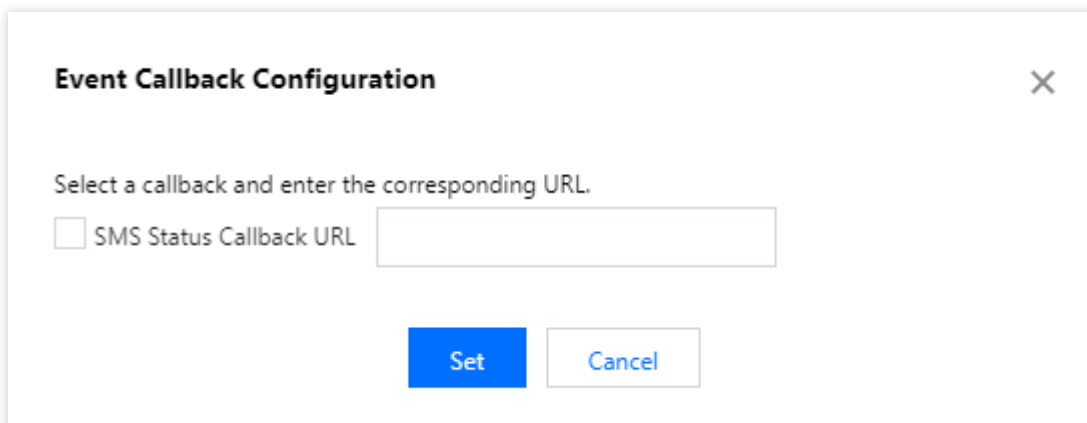 Event Callback Configuration
Select a callback and enter the corresponding URL.
SMS Status Callback URL
Set Cancel